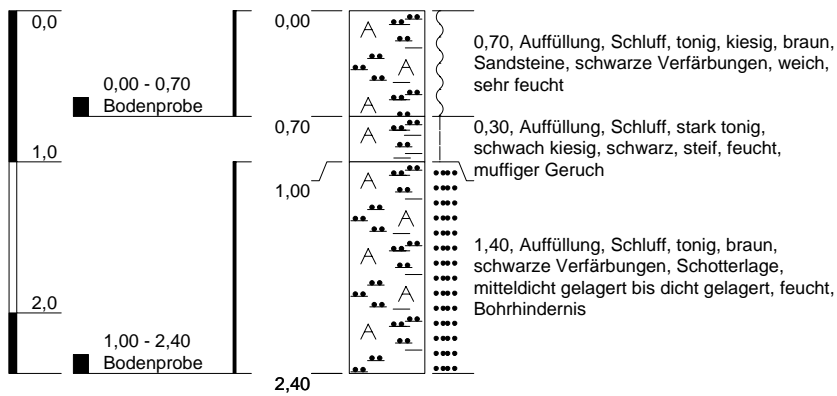 0,0
1,0
2,0
0,00 - 0,70
Bodenprobe
1,00 - 2,40
Bodenprobe
0,00
0,70
1,00
2,40
A
A
A
A
A
A
A
A
A
0,70, Auffüllung, Schluff, tonig, kiesig, braun,
Sandsteine, schwarze Verfärbungen, weich,
sehr feucht
0,30, Auffüllung, Schluff, stark tonig,
schwach kiesig, schwarz, steif, feucht,
muffiger Geruch
1,40, Auffüllung, Schluff, tonig, braun,
schwarze Verfärbungen, Schotterlage,
mitteldicht gelagert bis dicht gelagert, feucht,
Bohrhindernis